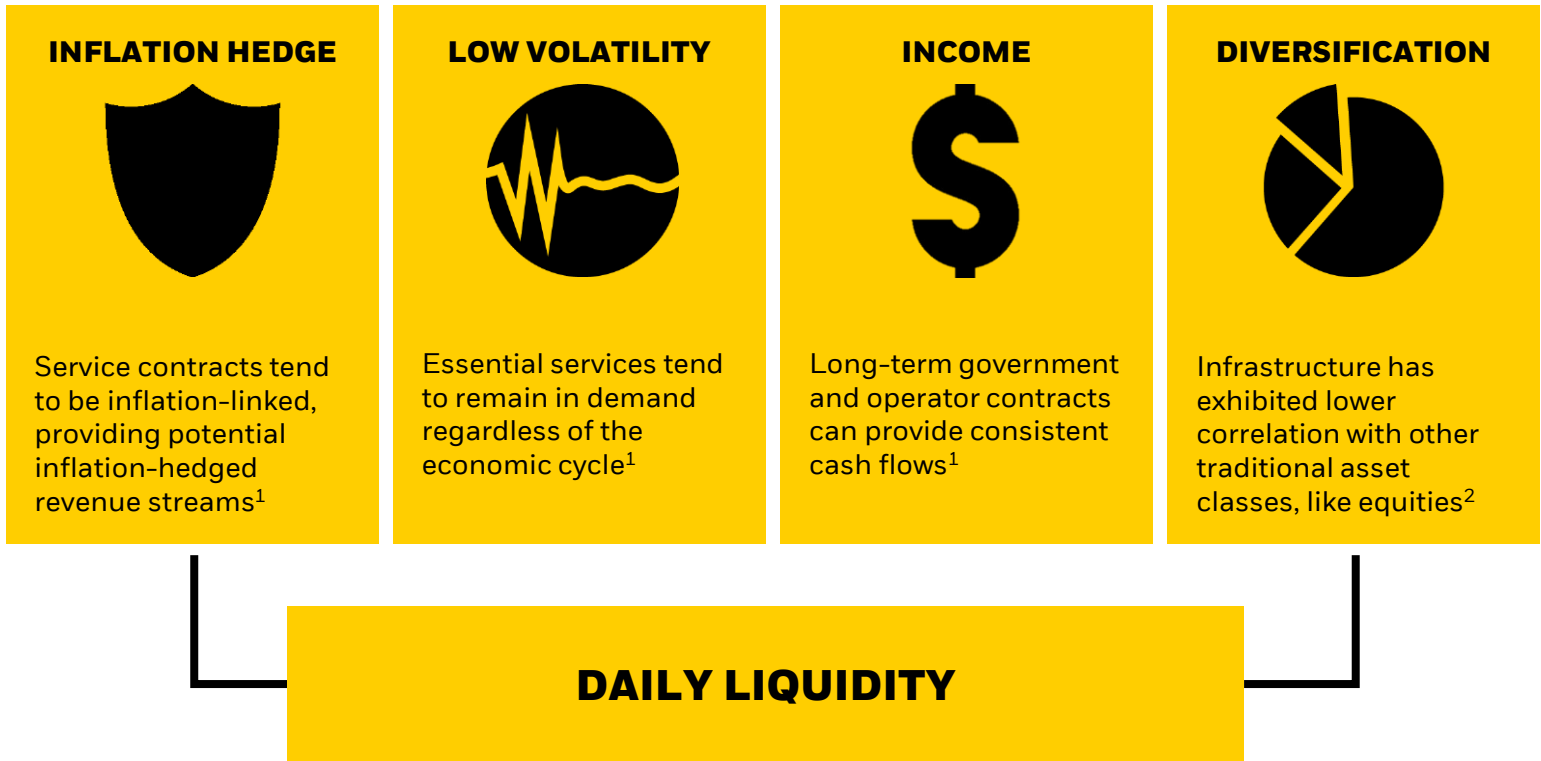 INFLATION HEDGE
Service contracts tend
to be inflation-linked,
providing potential
inflation-hedged
revenue streams¹
LOW VOLATILITY
Essential services tend
to remain in demand
regardless of the
economic cycle¹
INCOME
Long-term government
and operator contracts
can provide consistent
cash flows¹
DIVERSIFICATION
Infrastructure has
exhibited lower
correlation with other
traditional asset
classes, like equities²
DAILY LIQUIDITY